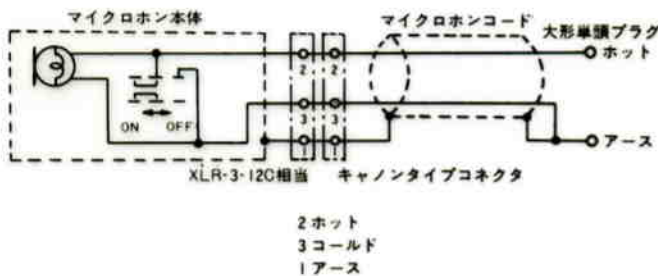 マイクロホン本体
マイクロホンコード
大形単頭プラグ
ホット
2 2
3 3
ON OFF
1 1
アース
XLR-3-12C相当 キャノンタイプコネクタ
2 ホット
3 コールド
1 アース